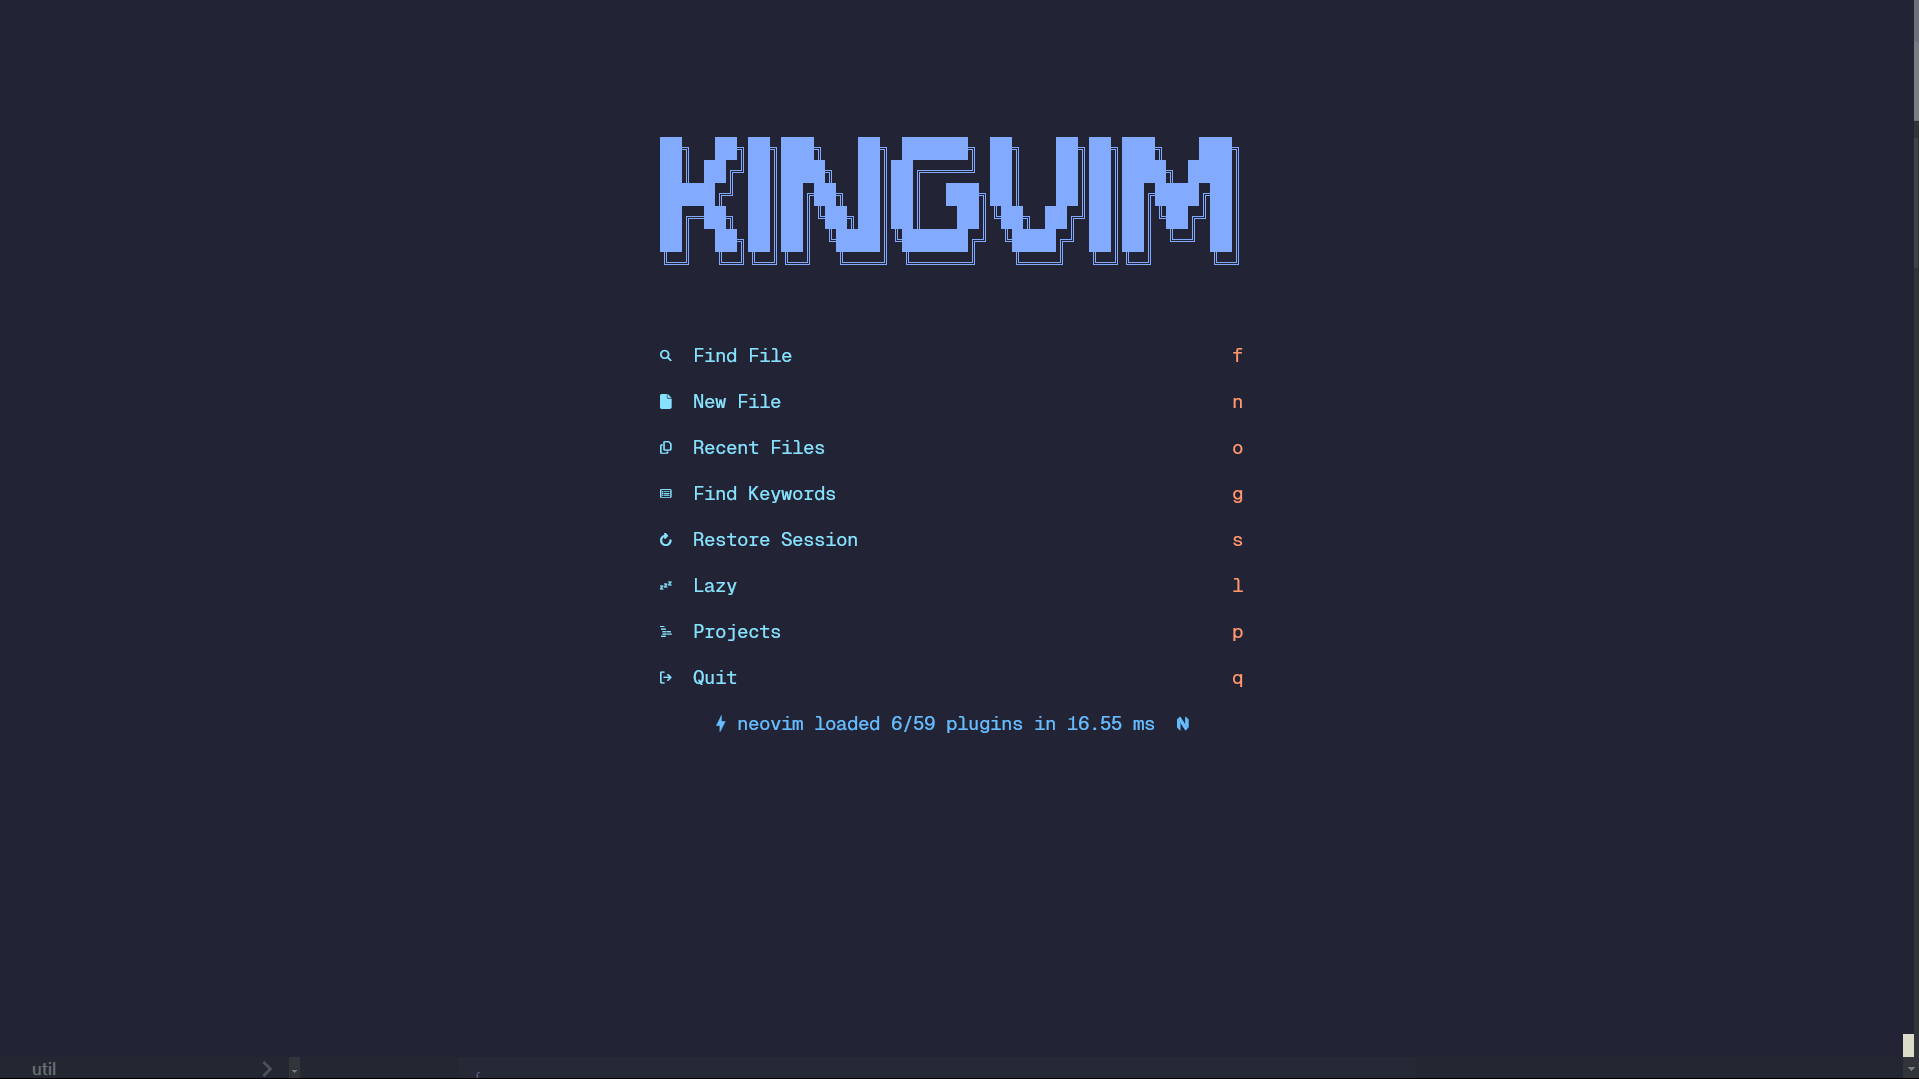 KINGVIM
Find File f
New File n
Recent Files o
Find Keywords g
Restore Session s
Lazy l
Projects p
Quit q
neovim loaded 6/59 plugins in 16.55 ms
util